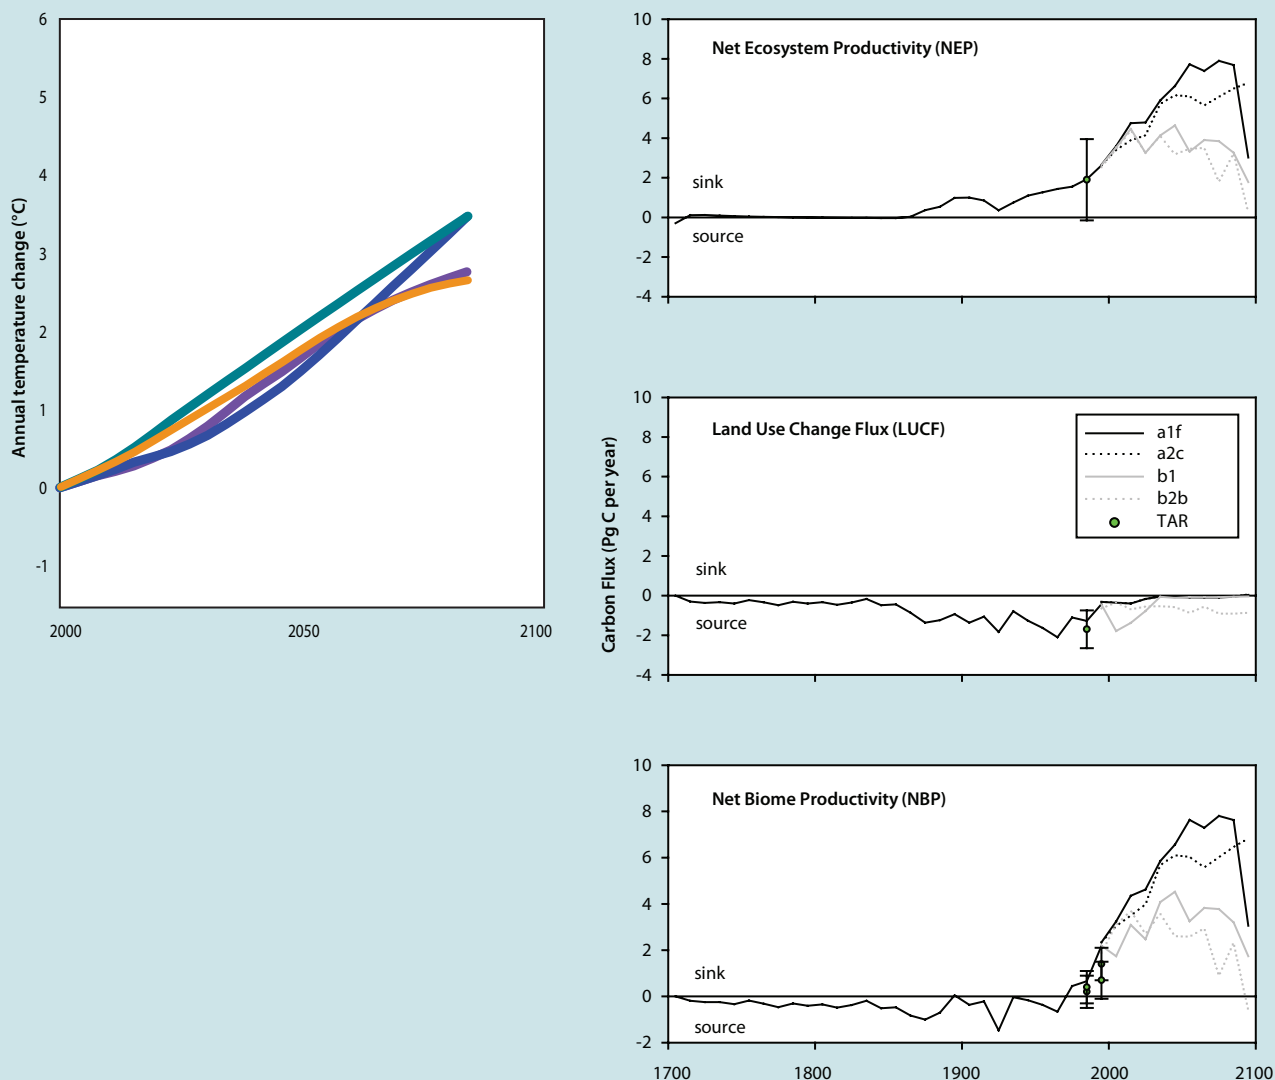 6
5
4
3
2
1
0
-1
Annual temperature change (°C)
2000
2050
2100
Carbon Flux (Pg C per year)
10
8
6
4
2
0
-2
-4
Net Ecosystem Productivity (NEP)
sink
source
10
8
6
4
2
0
-2
-4
Land Use Change Flux (LUCF)
a1f
a2c
b1
b2b
TAR
sink
source
10
8
6
4
2
0
-2
Net Biome Productivity (NBP)
sink
source
1700
1800
1900
2000
2100